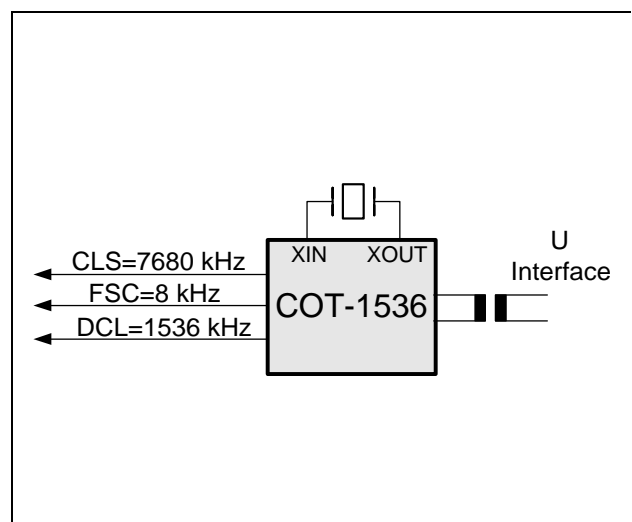 XIN XOUT
U
Interface
CLS=7680 kHz
FSC=8 kHz
DCL=1536 kHz
COT-1536